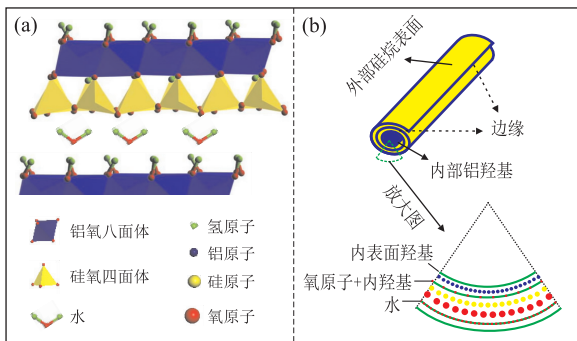 (a)
铝氧八面体
硅氧四面体
水
氢原子
铝原子
硅原子
氧原子
(b)
外部硅烷表面
边缘
内部铝羟基
放大图
内表面羟基
氧原子+内羟基
水